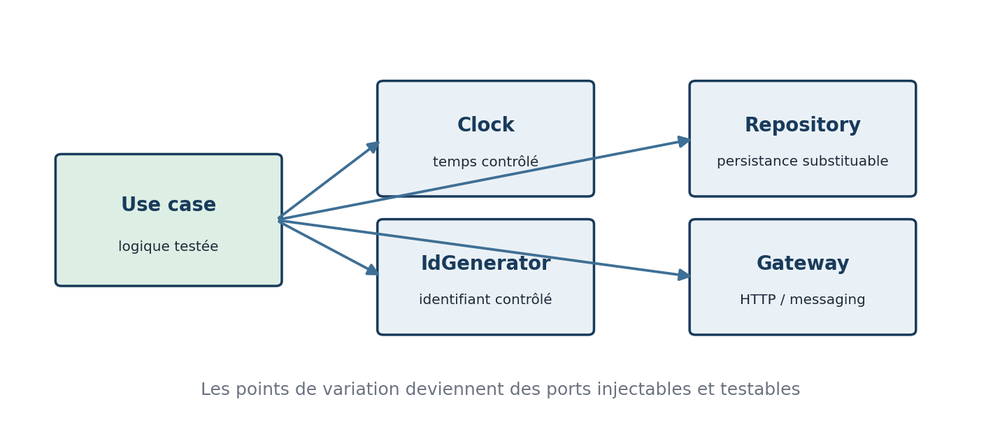 Use case
logique testée
Clock
temps contrôlé
Repository
persistance substituable
IdGenerator
identifiant contrôlé
Gateway
HTTP / messaging
Les points de variation deviennent des ports injectables et testables